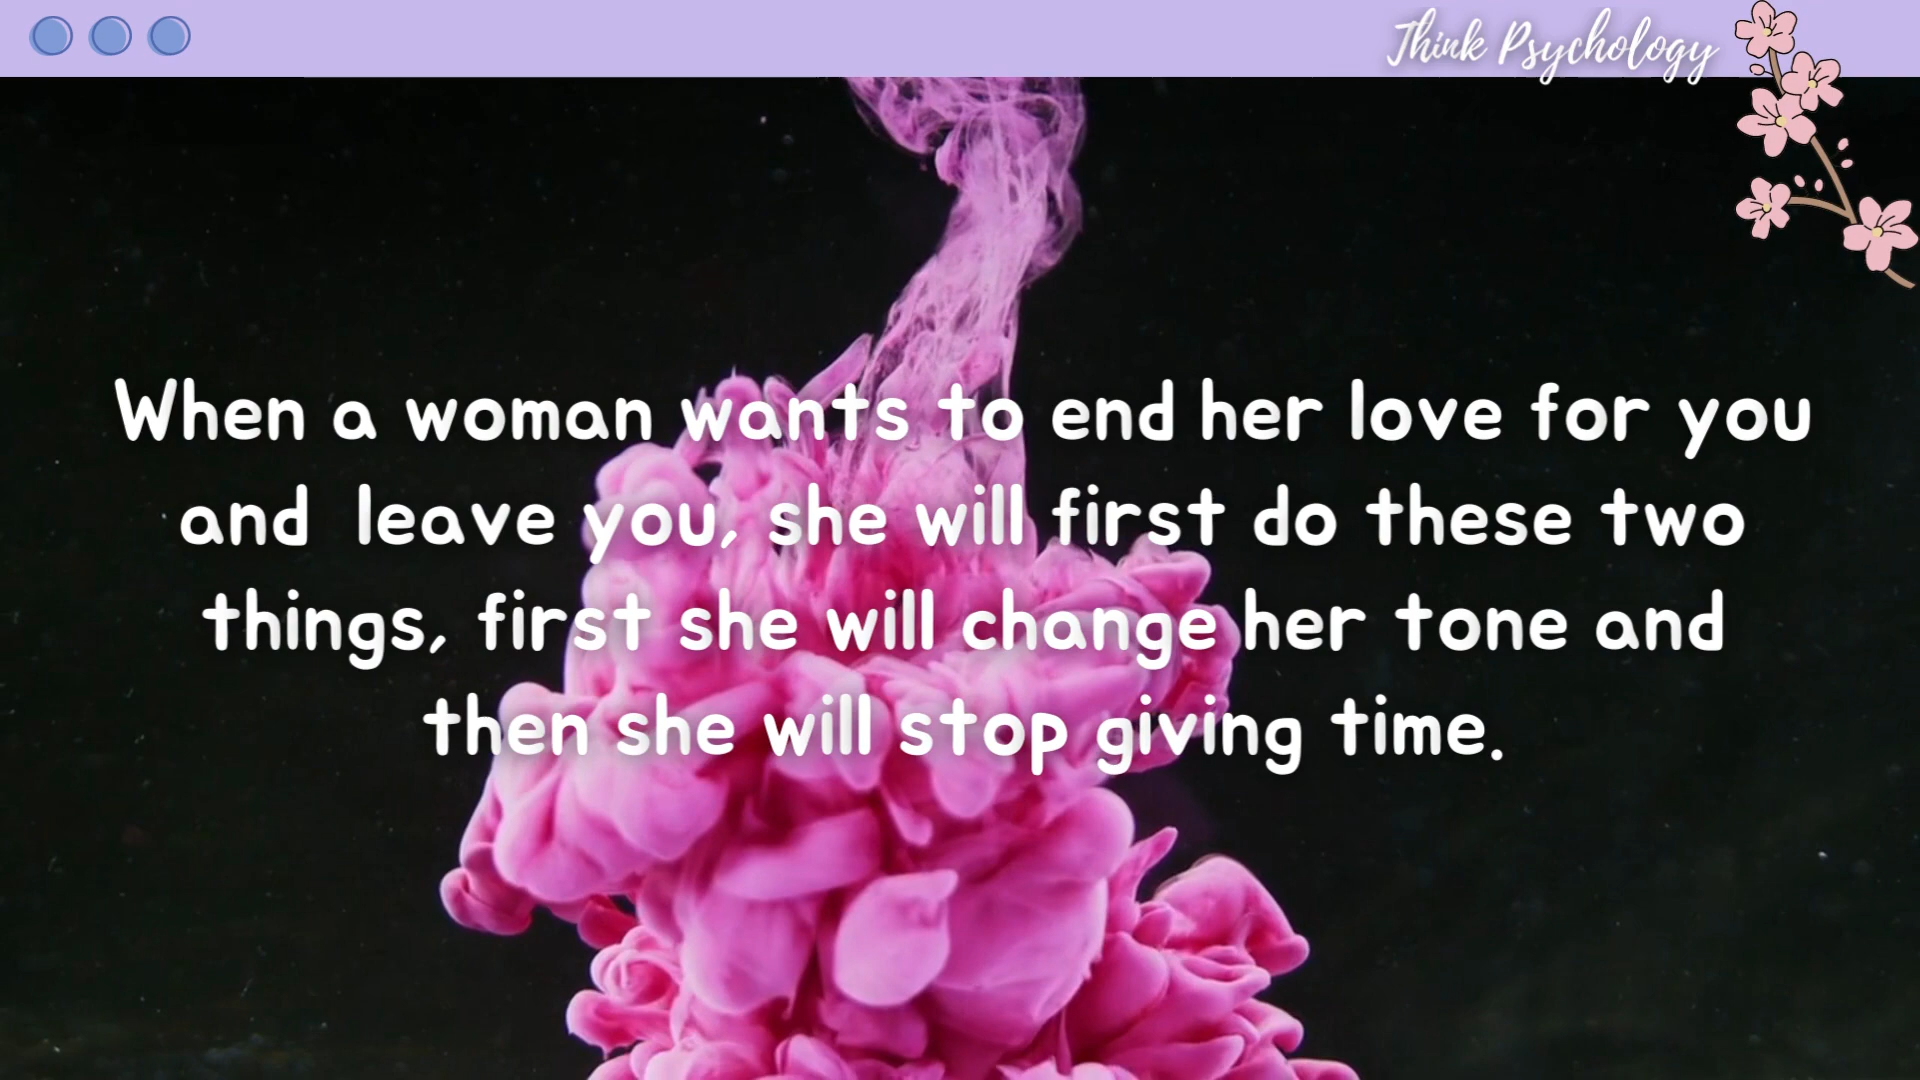 Think Psychology
When a woman wants to end her love for you
and leave you, she will first do these two
things, first she will change her tone and
then she will stop giving time.